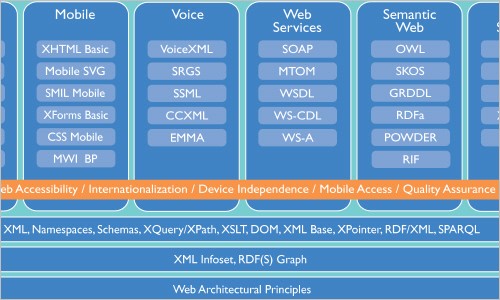 Mobile
XHTML Basic
Mobile SVG
SMIL Mobile
XForms Basic
CSS Mobile
MWI BP
Voice
VoiceXML
SRGS
SSML
CCXML
EMMA
Web
Services
SOAP
MTOM
WSDL
WS-CDL
WS-A
Semantic
Web
OWL
SKOS
GRDDL
RDFa
POWDER
RIF
eb Accessibility / Internationalization / Device Independence / Mobile Access / Quality Assurance
XML, Namespaces, Schemas, XQuery/XPath, XSLT, DOM, XML Base, XPointer, RDF/XML, SPARQL
XML Infoset, RDF(S) Graph
Web Architectural Principles